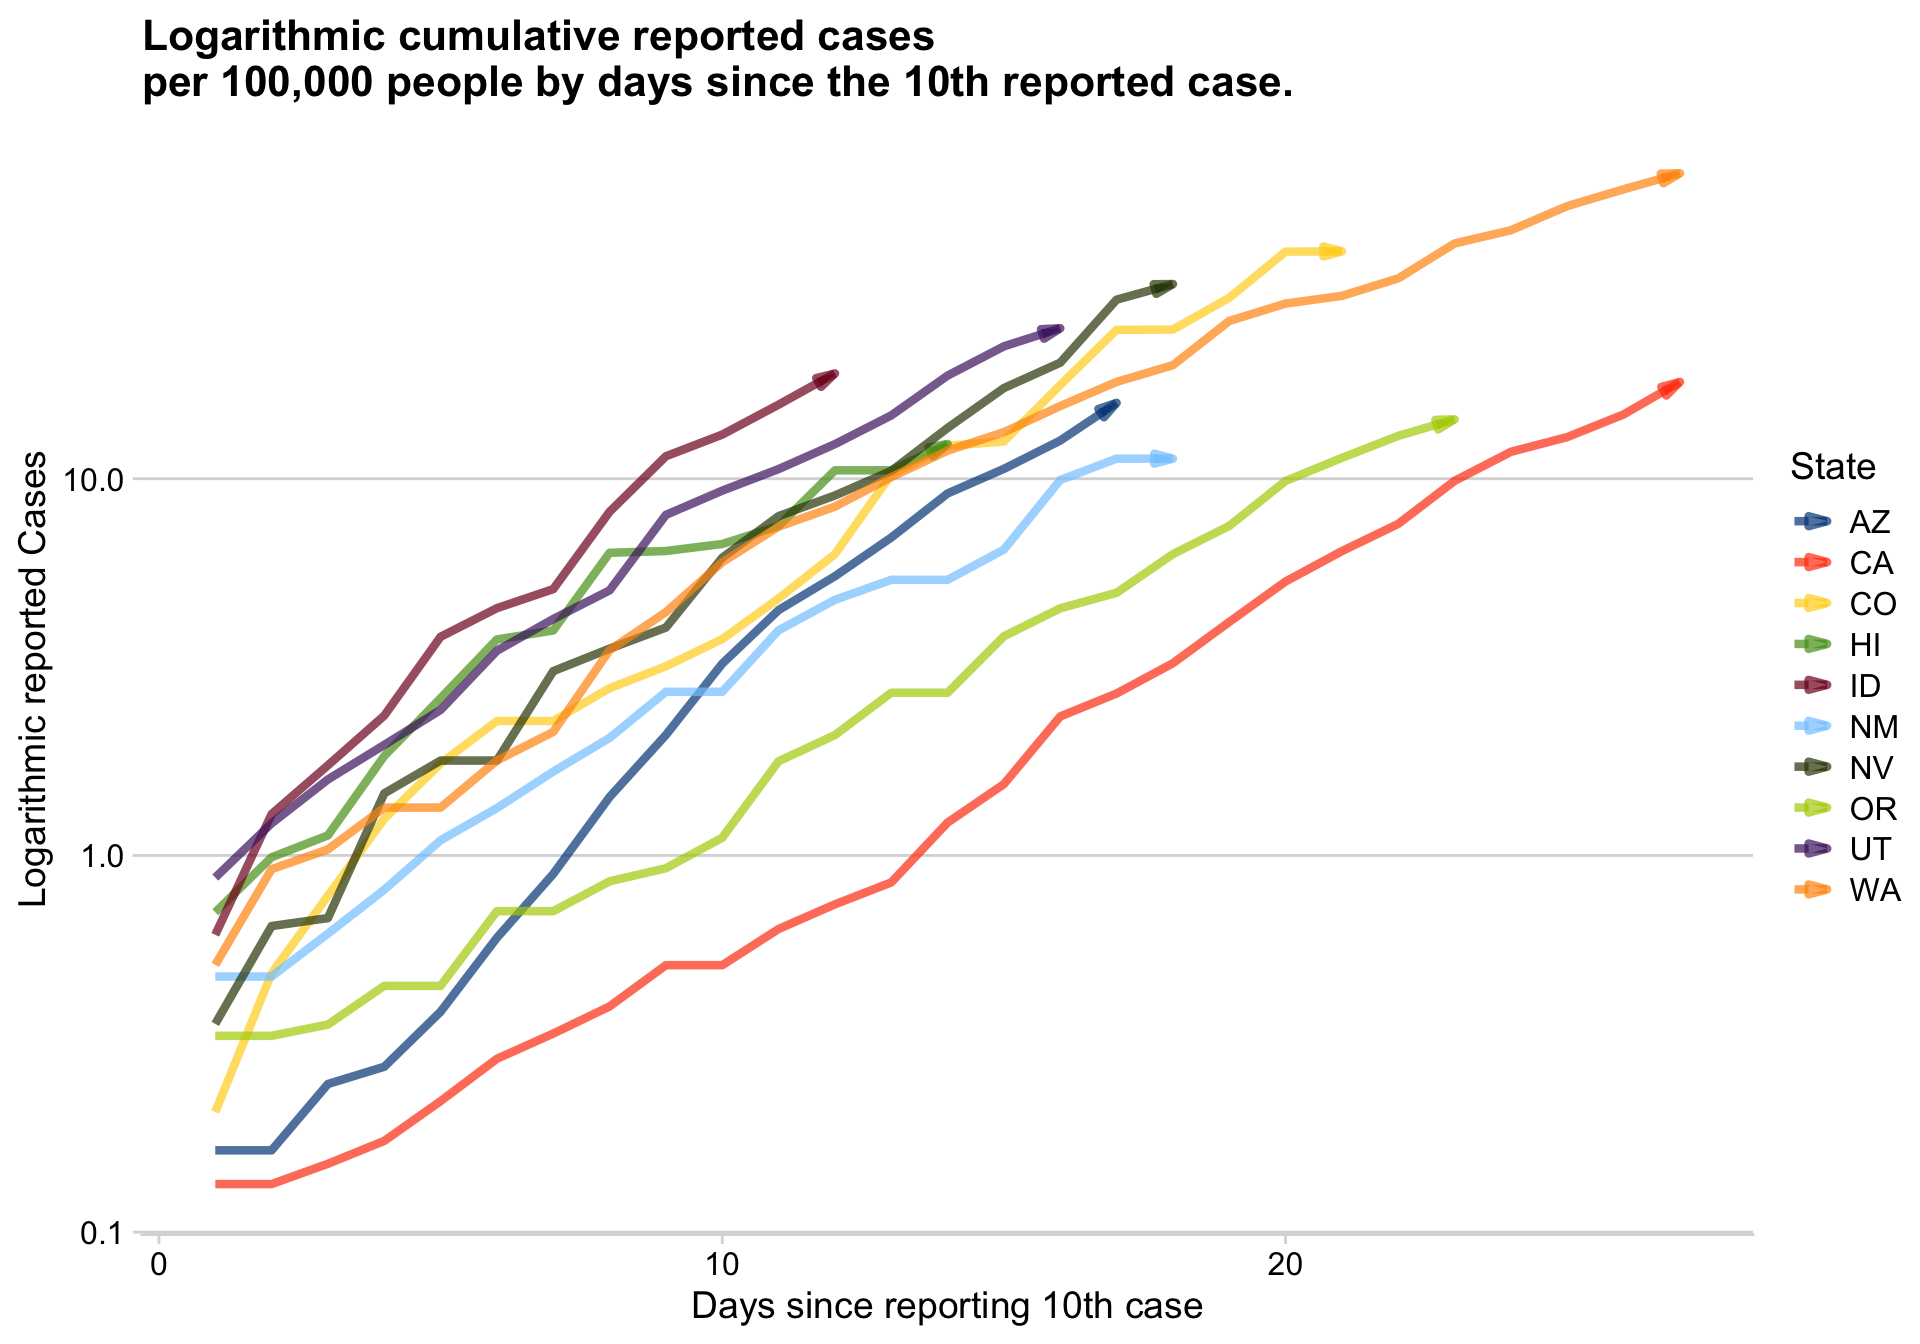 Logarithmic cumulative reported cases
per 100,000 people by days since the 10th reported case.
Logarithmic reported Cases
10.0
1.0
0.1
0
10
20
Days since reporting 10th case
State
AZ
CA
CO
HI
ID
NM
NV
OR
UT
WA